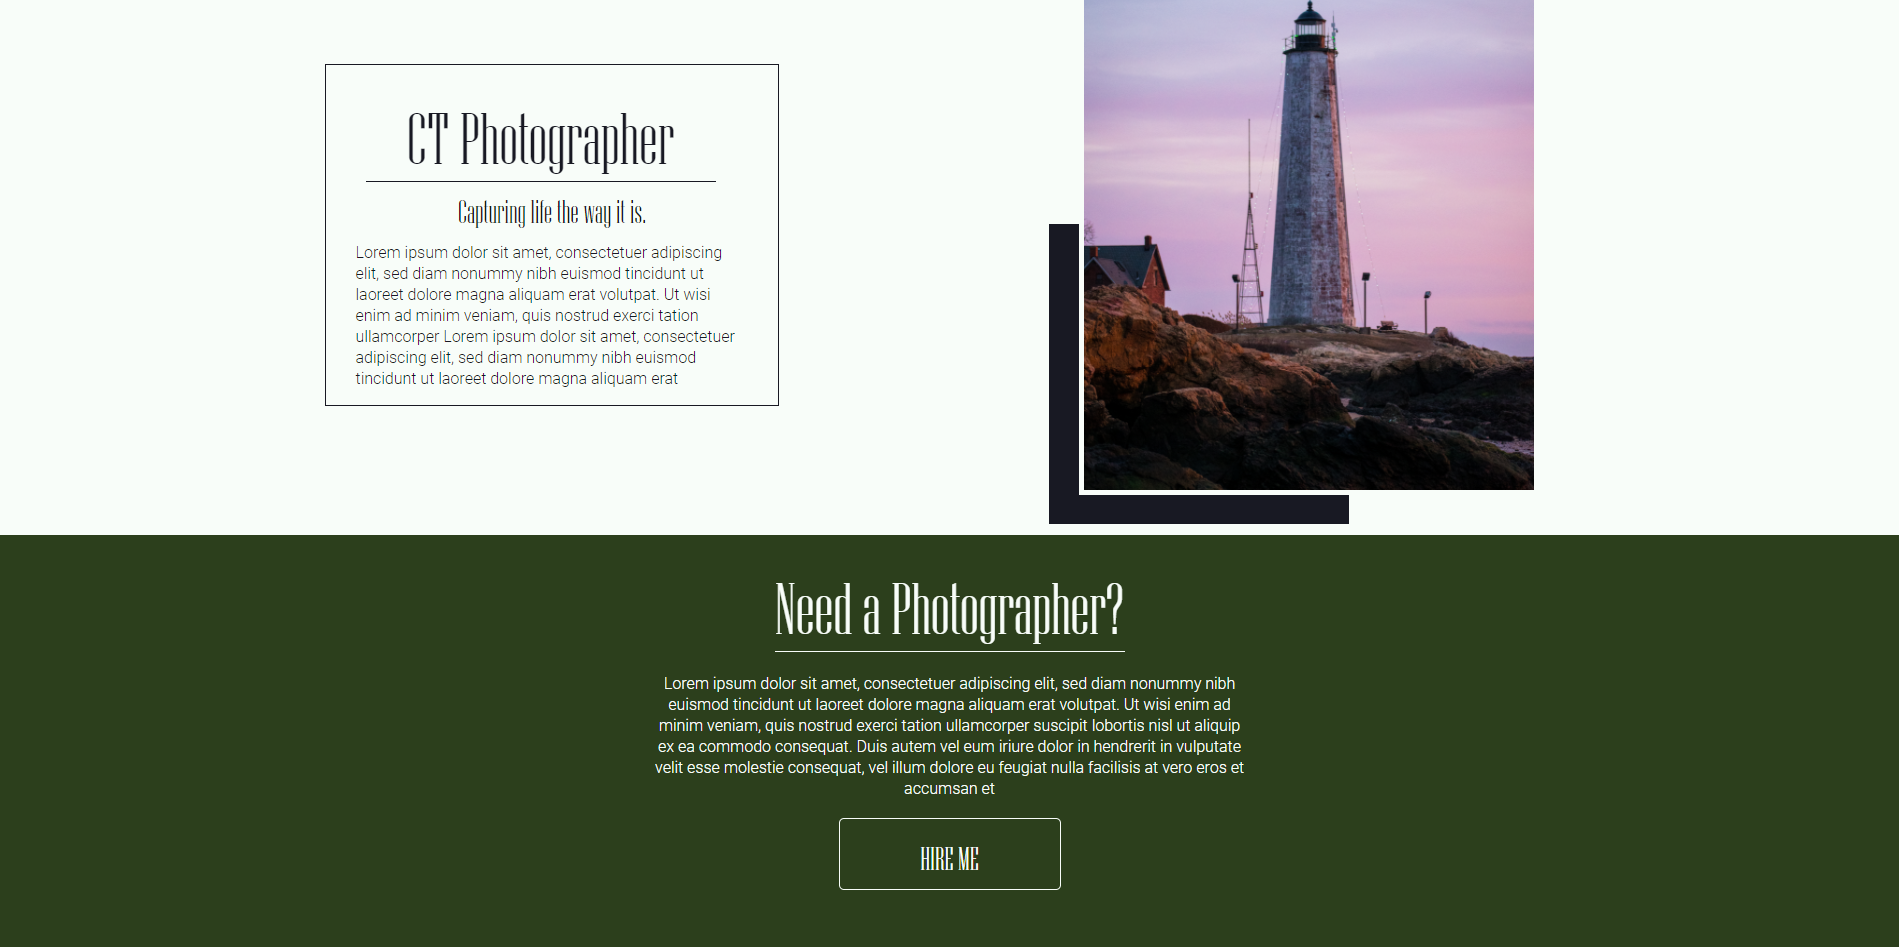 CT Photographer
Capturing life the way it is.
Lorem ipsum dolor sit amet, consectetuer adipiscing
elit, sed diam nonummy nibh euismod tincidunt ut
laoreet dolore magna aliquam erat volutpat. Ut wisi
enim ad minim veniam, quis nostrud exerci tation
ullamcorper Lorem ipsum dolor sit amet, consectetuer
adipiscing elit, sed diam nonummy nibh euismod
tincidunt ut laoreet dolore magna aliquam erat
Need a Photographer?
Lorem ipsum dolor sit amet, consectetuer adipiscing elit, sed diam nonummy nibh
euismod tincidunt ut laoreet dolore magna aliquam erat volutpat. Ut wisi enim ad
minim veniam, quis nostrud exerci tation ullamcorper suscipit lobortis nisl ut aliquip
ex ea commodo consequat. Duis autem vel eum iriure dolor in hendrerit in vulputate
velit esse molestie consequat, vel illum dolore eu feugiat nulla facilisis at vero eros et
accumsan et
HIRE ME